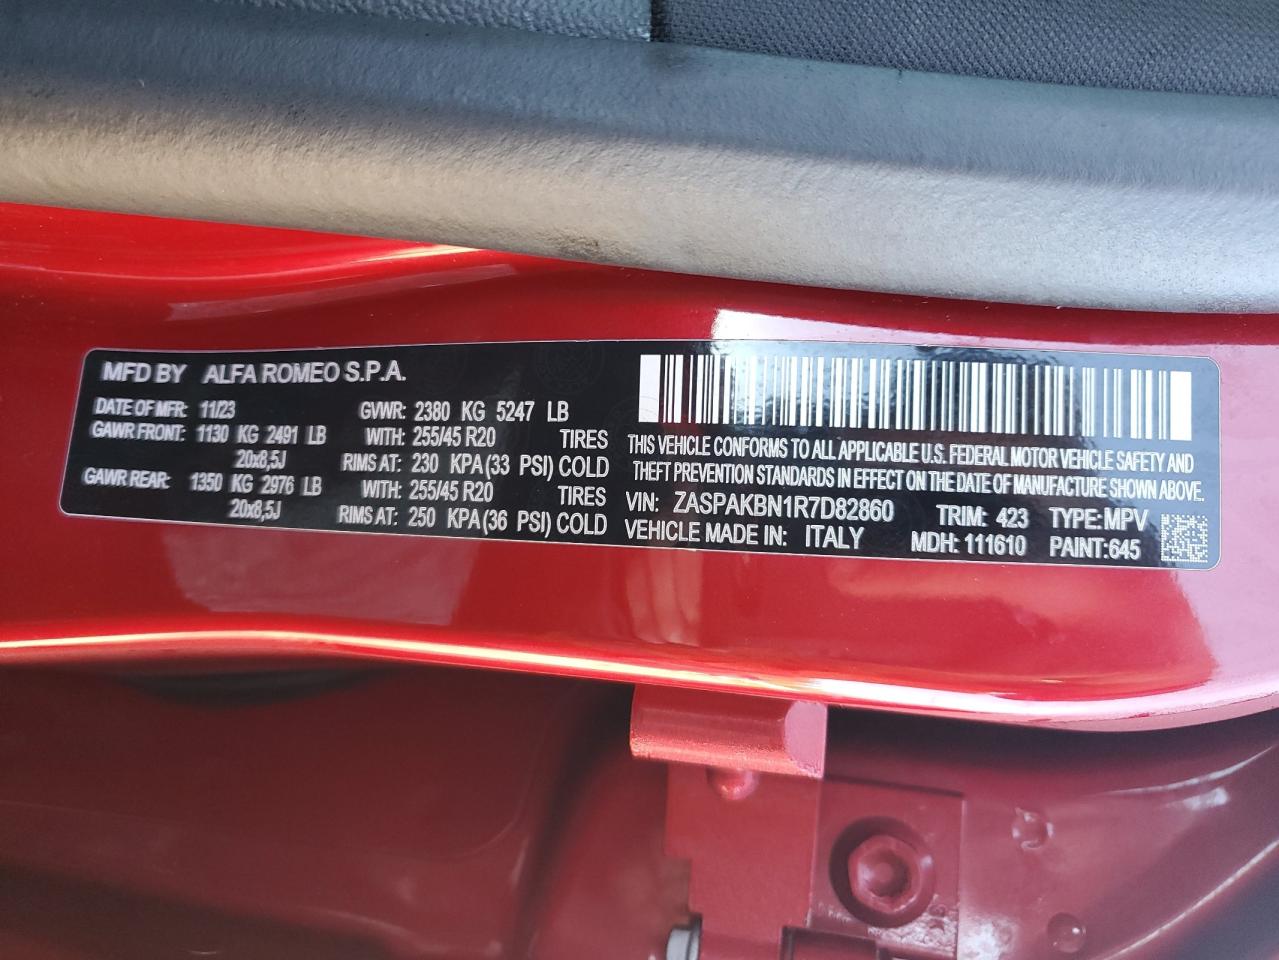 MFD BY ALFA ROMEO S.P.A.
DATE OF MFR: 11/23 GVWR: 2380 KG 5247 LB
GAWR FRONT: 1130 KG 2491 LB WITH: 255/45 R20 TIRES
20x8,5J RIMS AT: 230 KPA (33 PSI) COLD
GAWR REAR: 1350 KG 2976 LB WITH: 255/45 R20 TIRES
20x8,5J RIMS AT: 250 KPA (36 PSI) COLD
THIS VEHICLE CONFORMS TO ALL APPLICABLE U.S. FEDERAL MOTOR VEHICLE SAFETY AND
THEFT PREVENTION STANDARDS IN EFFECT ON THE DATE OF MANUFACTURE SHOWN ABOVE.
VIN: ZASPAKBN1R7D82860 TRIM: 423 TYPE: MPV
VEHICLE MADE IN: ITALY MDH: 111610 PAINT: 645